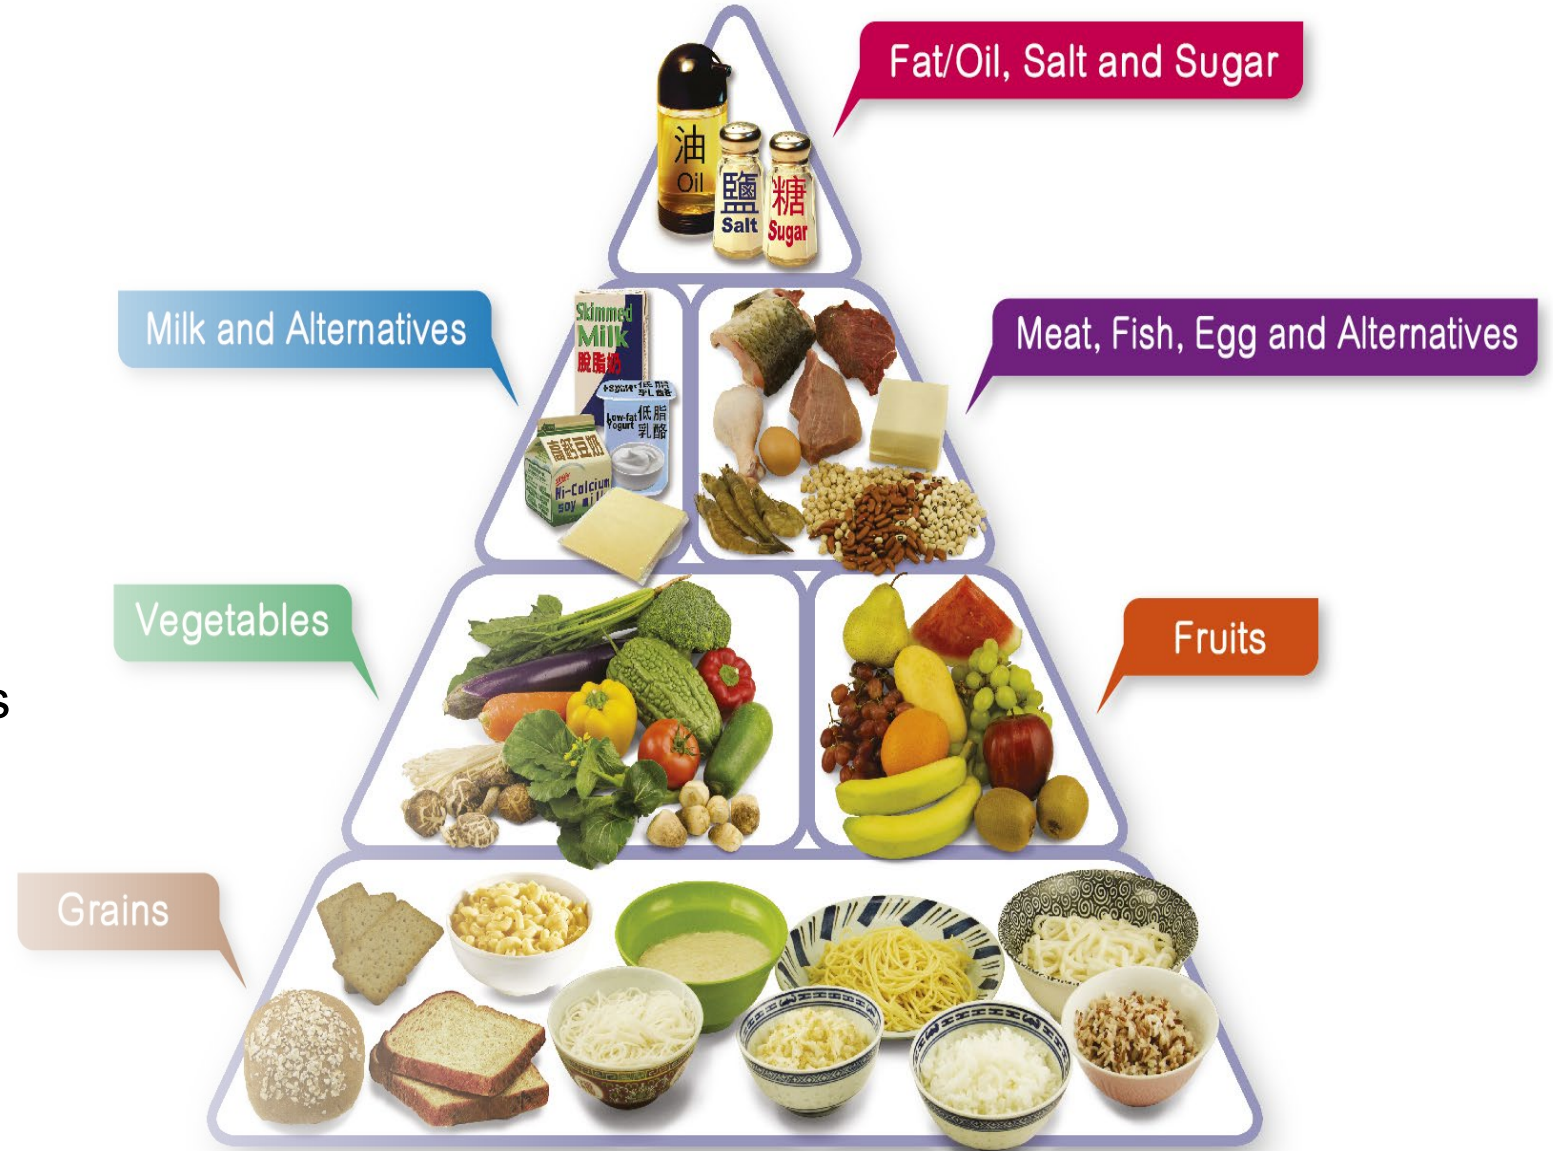 Fat/Oil, Salt and Sugar
油
Oil
鹽
Salt
糖
Sugar
Milk and Alternatives
Meat, Fish, Egg and Alternatives
Skimmed
Milk
脫脂奶
低脂
乳酪
Low-fat
Yogurt
高鈣豆奶
Hi-Calcium
soy milk
Vegetables
Fruits
s
Grains